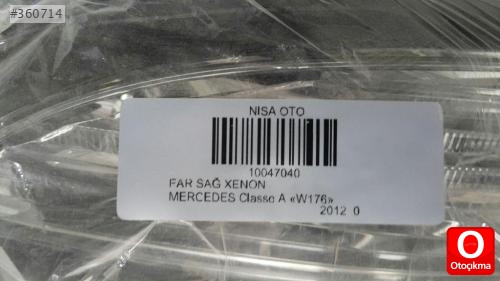 #360714
NISA OTO
10047040
FAR SAĞ XENON
MERCEDES Classe A «W176»
2012 0
O
Otoçıkma